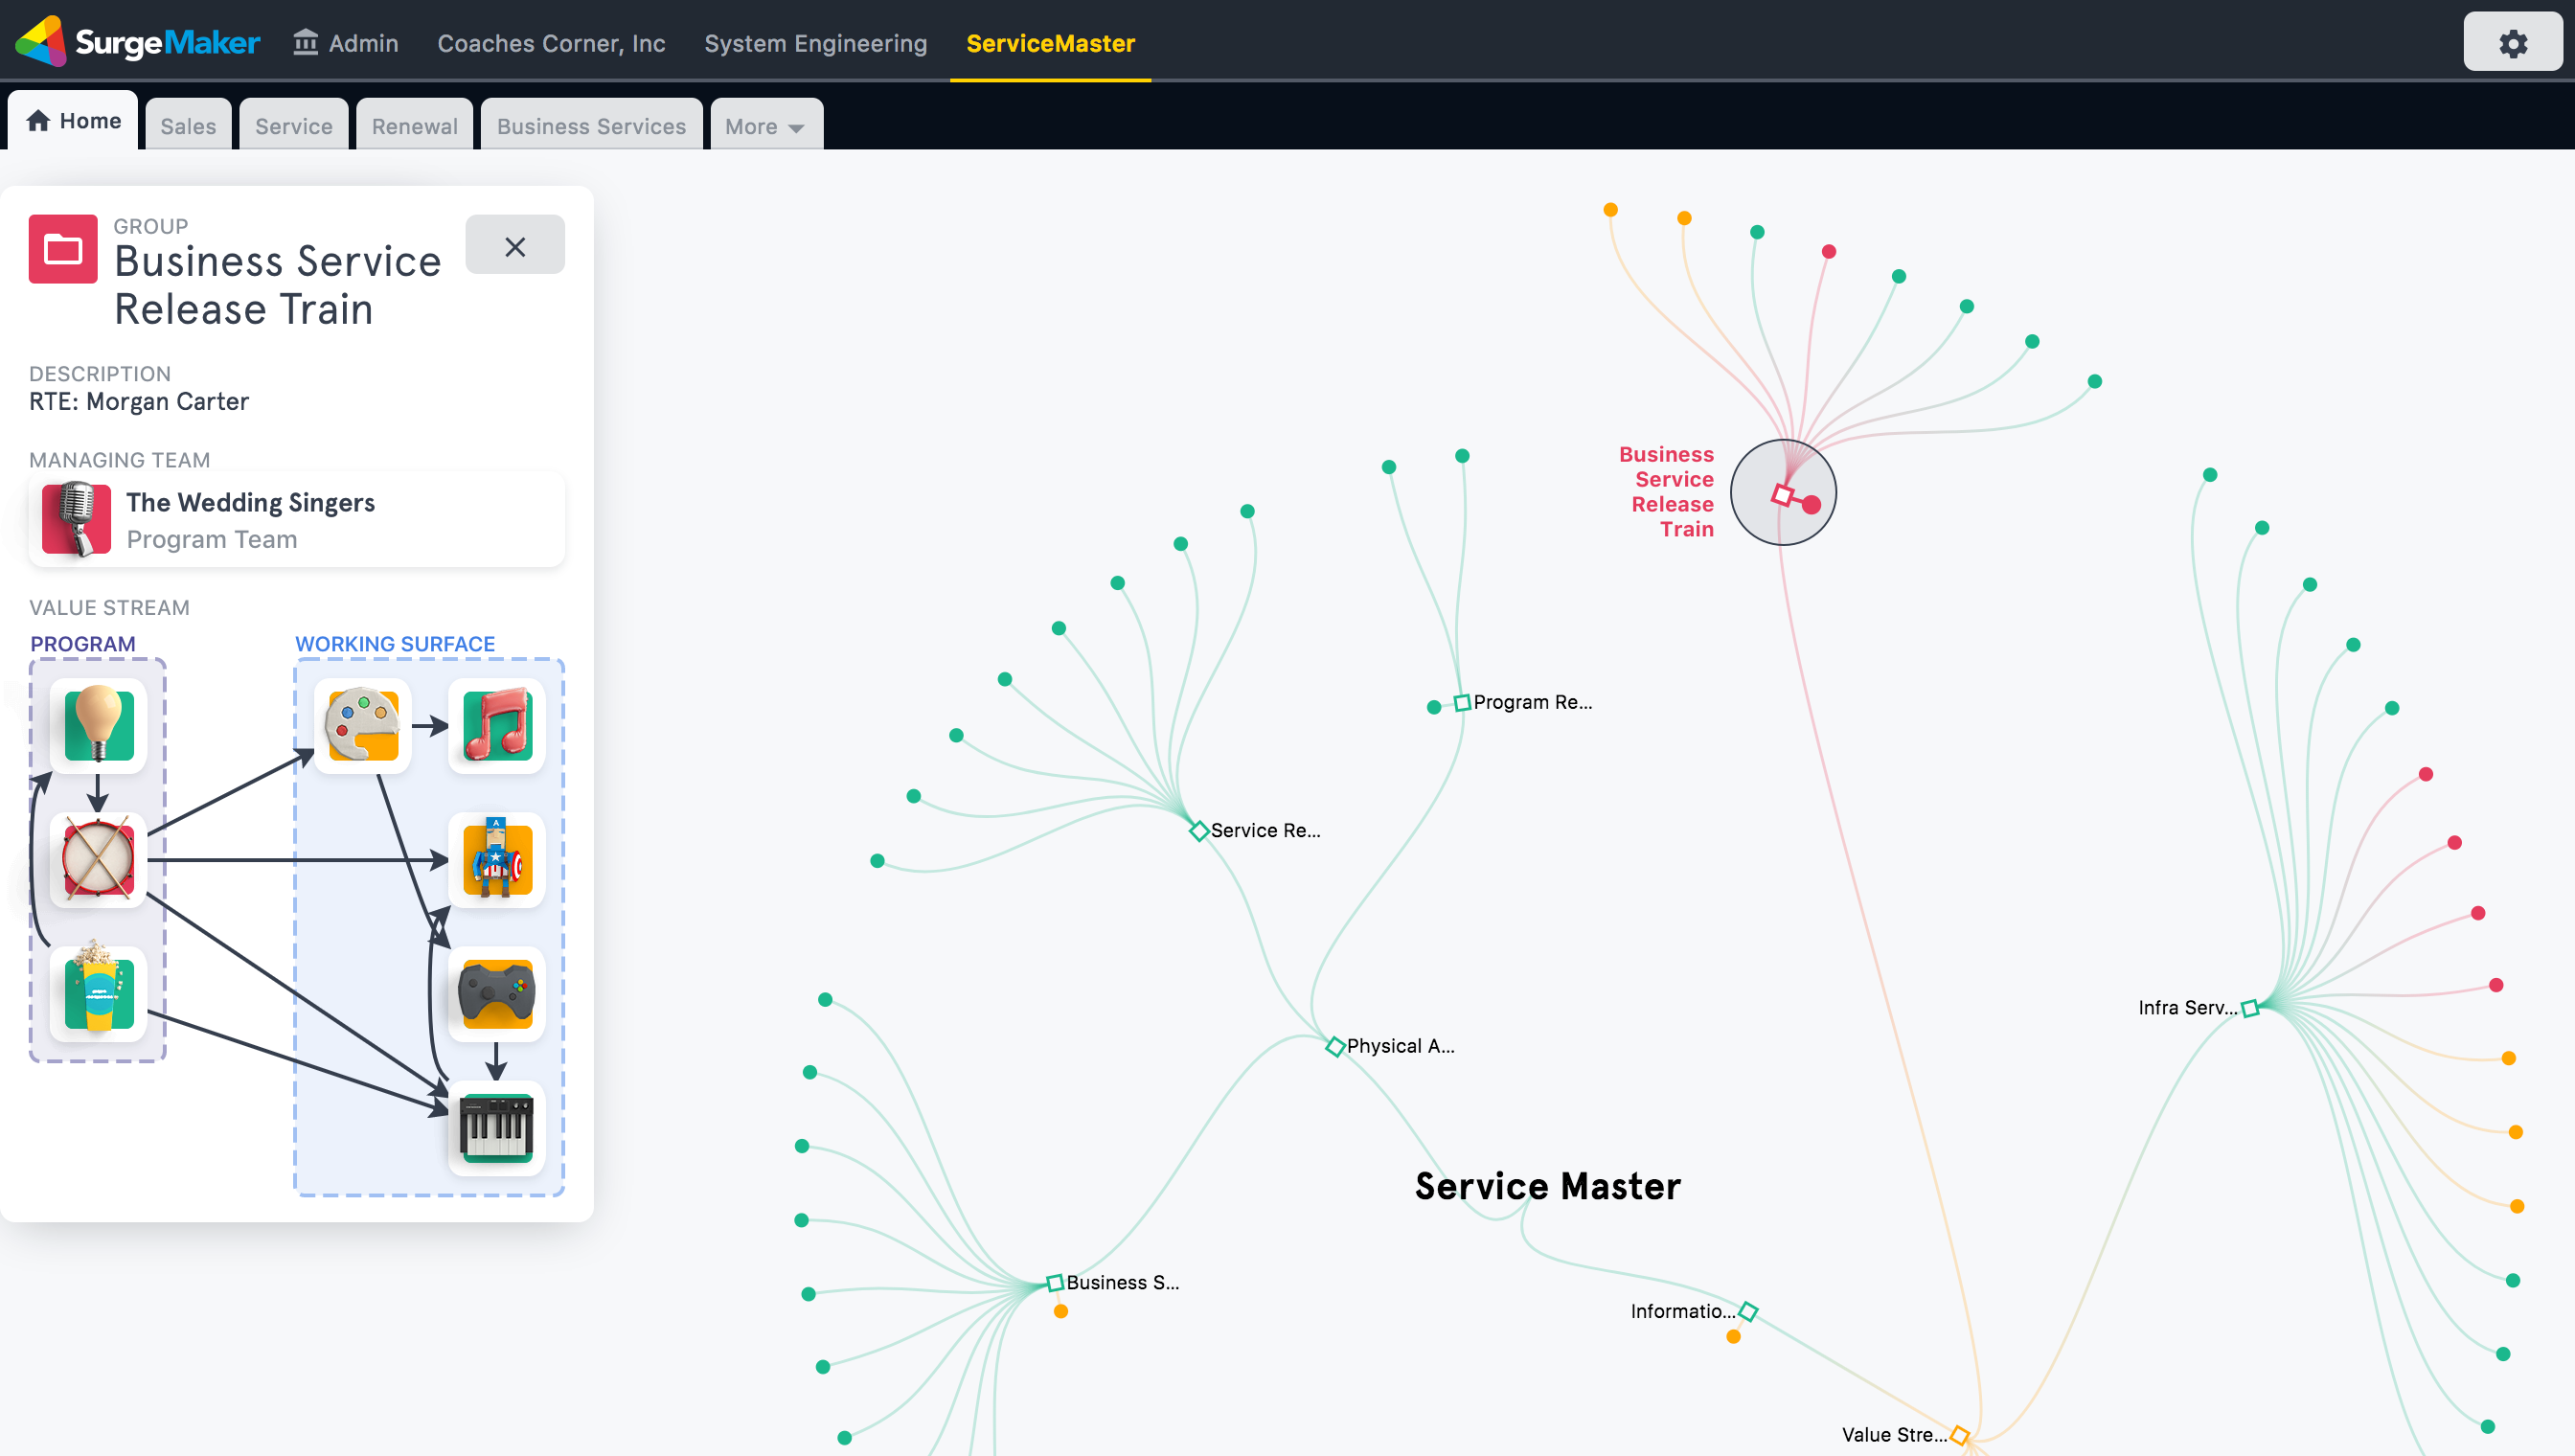 SurgeMaker
Admin
Coaches Corner, Inc
System Engineering
ServiceMaster
Home
Sales
Service
Renewal
Business Services
More
GROUP
Business Service
Release Train
DESCRIPTION
RTE: Morgan Carter
MANAGING TEAM
The Wedding Singers
Program Team
VALUE STREAM
PROGRAM
WORKING SURFACE
A
Business
Service
Release
Train
Program Re...
Service Re...
Infra Serv...
Physical A...
Service Master
Business S...
Informatio...
Value Stre...